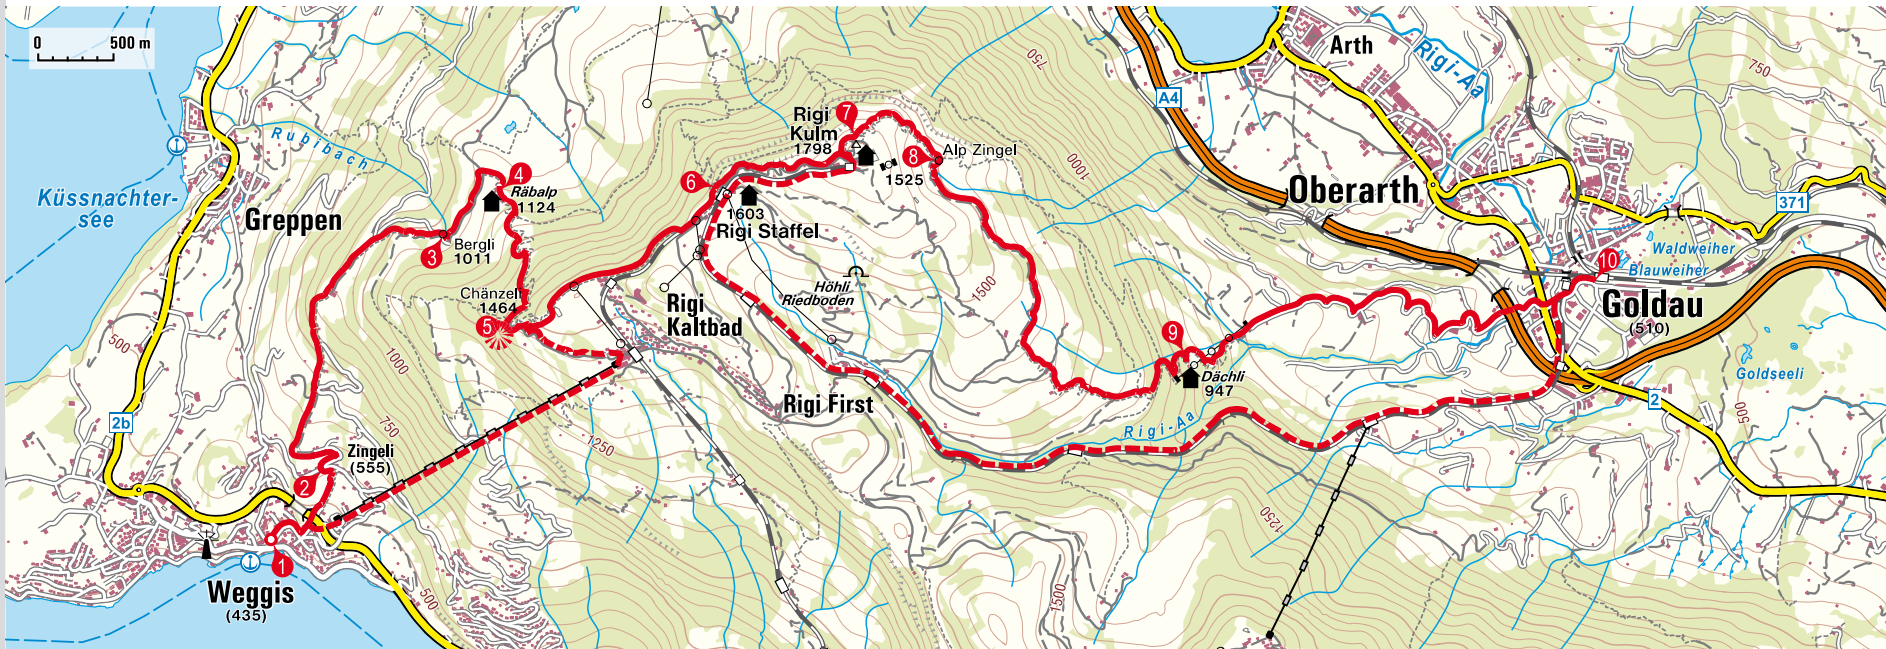 0 500 m
Arth
Rigi-Aa
750
750
A4
Rubibach
Rigi
Kulm
1798
7
8
Alp Zingel
1525
1000
Küssnachter-
see
Greppen
4
Räbalp
1124
6
1603
Rigi Staffel
Oberarth
371
3
Bergli
1011
Waldweiher
Blauweiher
10
Goldau
(510)
Chänzeli
1464
5
Höhli
Riedboden
1500
Rigi
Kaltbad
500
1000
9
Dächli
947
Goldseeli
Rigi First
2
500
2b
750
1250
Rigi-Aa
Zingeli
(555)
2
1250
1
Weggis
(435)
500
1500